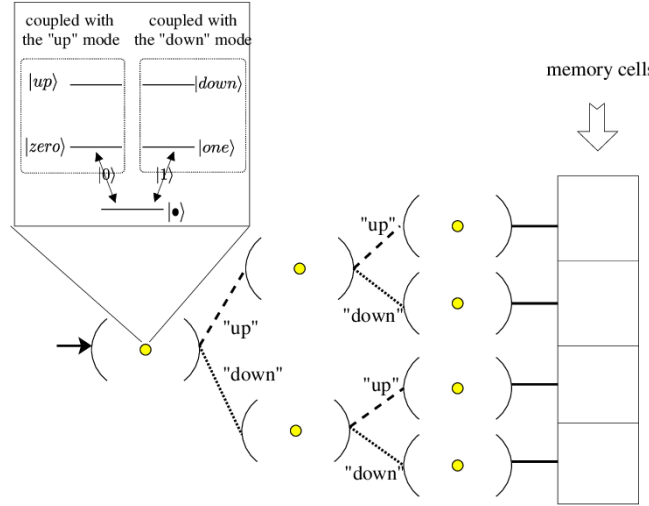 coupled with
the "up" mode
coupled with
the "down" mode
|up⟩
|down⟩
|zero⟩
|one⟩
|0⟩
|1⟩
|•⟩
memory cells
"up"
"down"
"up"
"down"
"up"
"down"